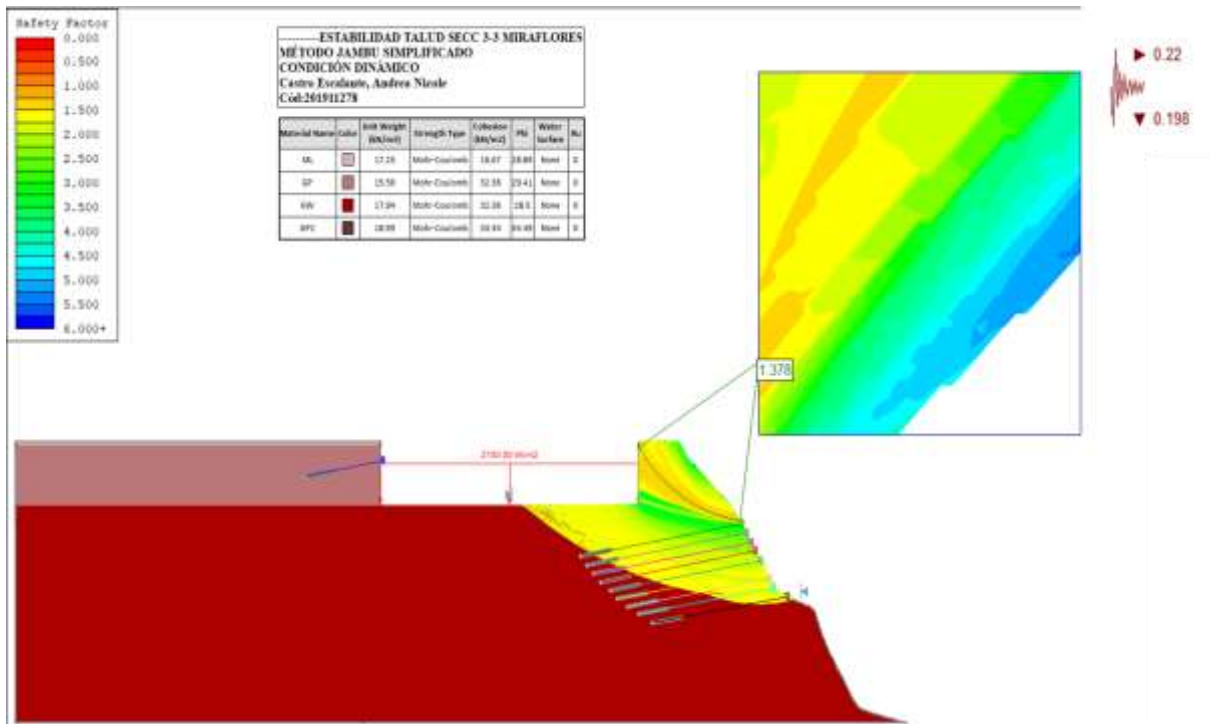 Safety Factor
0.000
0.500
1.000
1.500
2.000
2.500
3.000
3.500
4.000
4.500
5.000
5.500
6.000+
ESTABILIDAD TALUD SECC 3-3 MIRAFLORES
MÉTODO JAMBU SIMPLIFICADO
CONDICIÓN DINÁMICO
Castro Escalante, Andrea Nicole
Cód:201911278
Material Name Color Unit Weight (kN/m3) Strength Type Cohesion (kN/m2) Phi Water Surface Ru
ML Mohr-Coulomb None 0
GP Mohr-Coulomb None 0
GW Mohr-Coulomb None 0
Mohr-Coulomb None 0
0.22
0.198
1.378